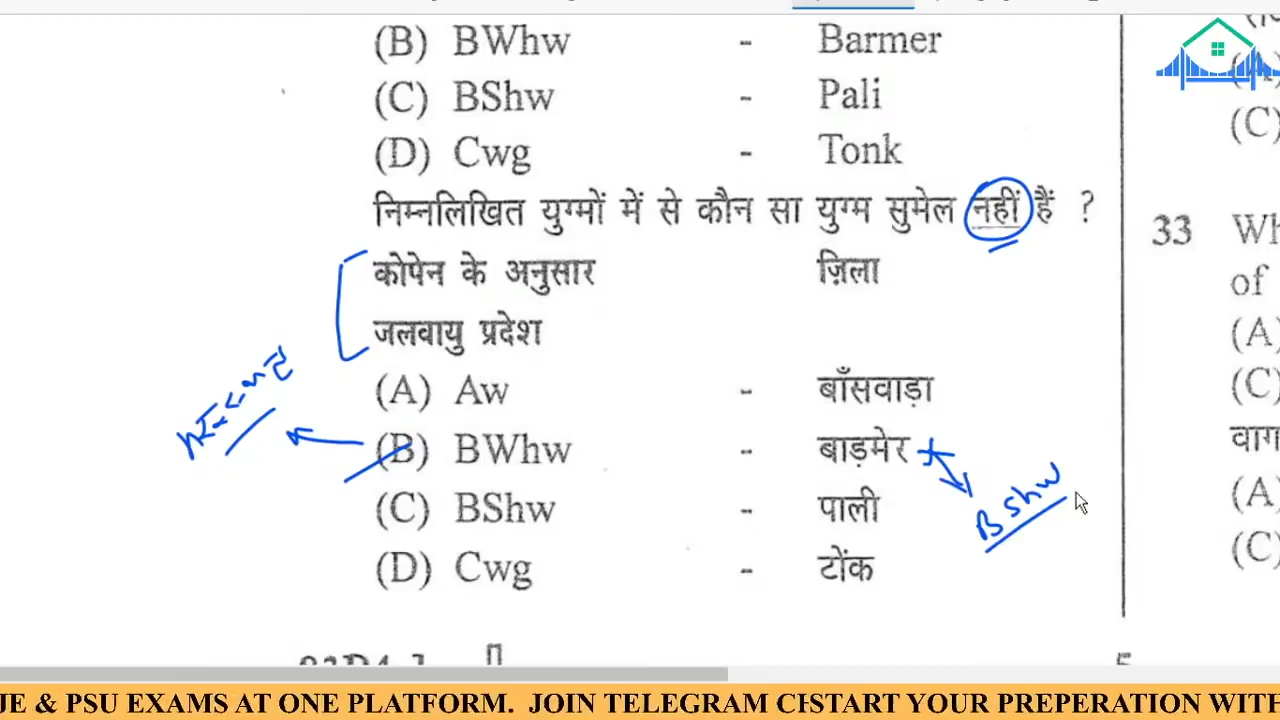 (B) BWhw - Barmer
(C) BShw - Pali
(D) Cwg - Tonk
निम्नलिखित युग्मों में से कौन सा युग्म सुमेल नहीं हैं ?
कोपेन के अनुसार ज़िला
जलवायु प्रदेश
(A) Aw - बाँसवाड़ा
(B) BWhw - बाड़मेर
BShw
(C) BShw - पाली
(D) Cwg - टोंक
(A)
(C)
33 Wh
of
(A)
(C)
वाग
(A)
(C)
JE & PSU EXAMS AT ONE PLATFORM. JOIN TELEGRAM CHSTART YOUR PREPERATION WITH